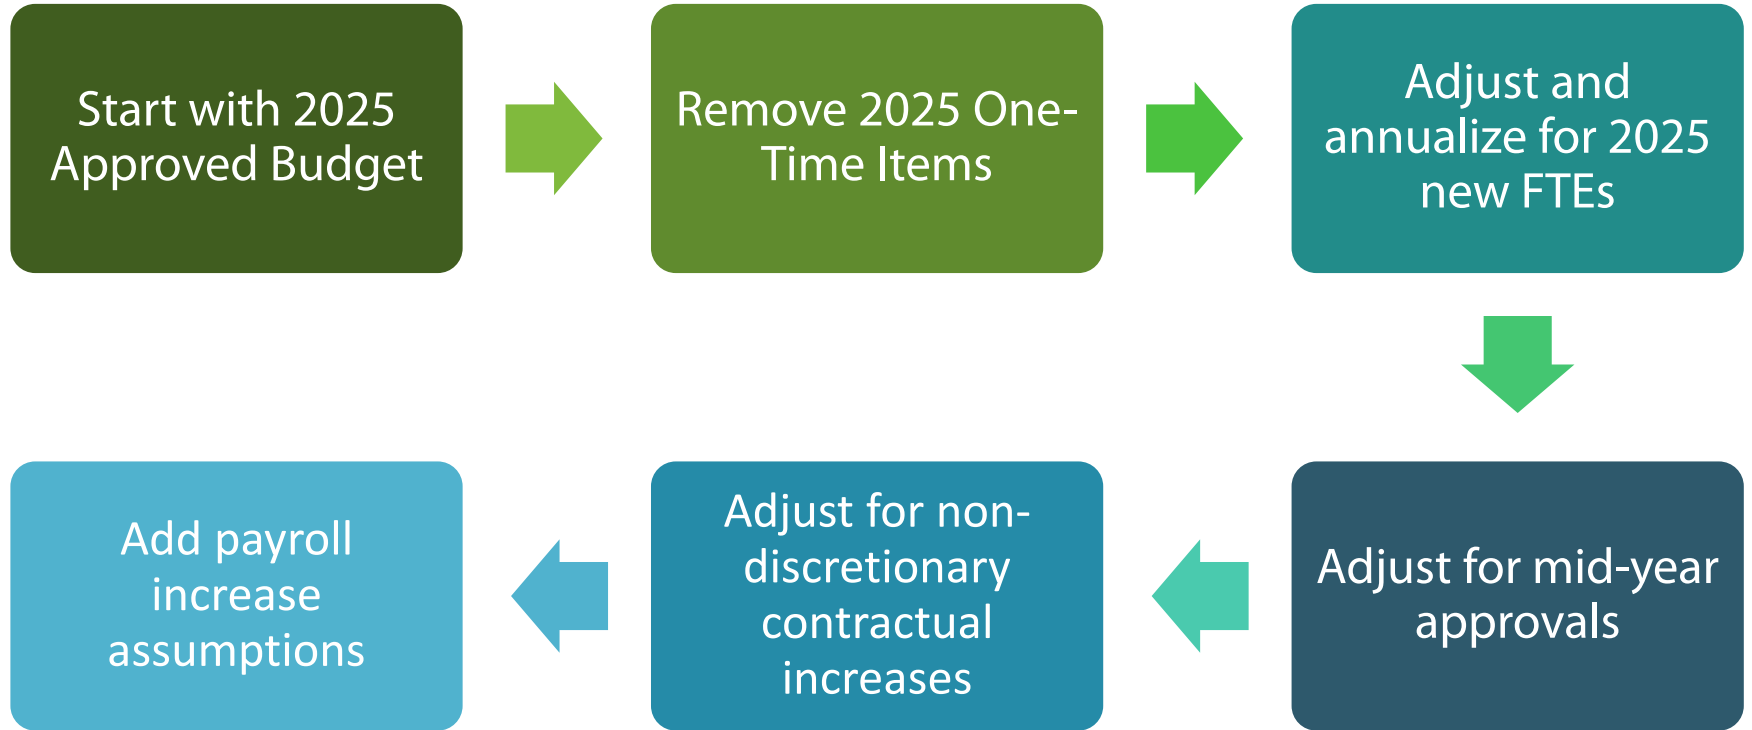 Start with 2025
Approved Budget
Remove 2025 One-
Time Items
Adjust and
annualize for 2025
new FTEs
Adjust for mid-year
approvals
Adjust for non-
discretionary
contractual
increases
Add payroll
increase
assumptions